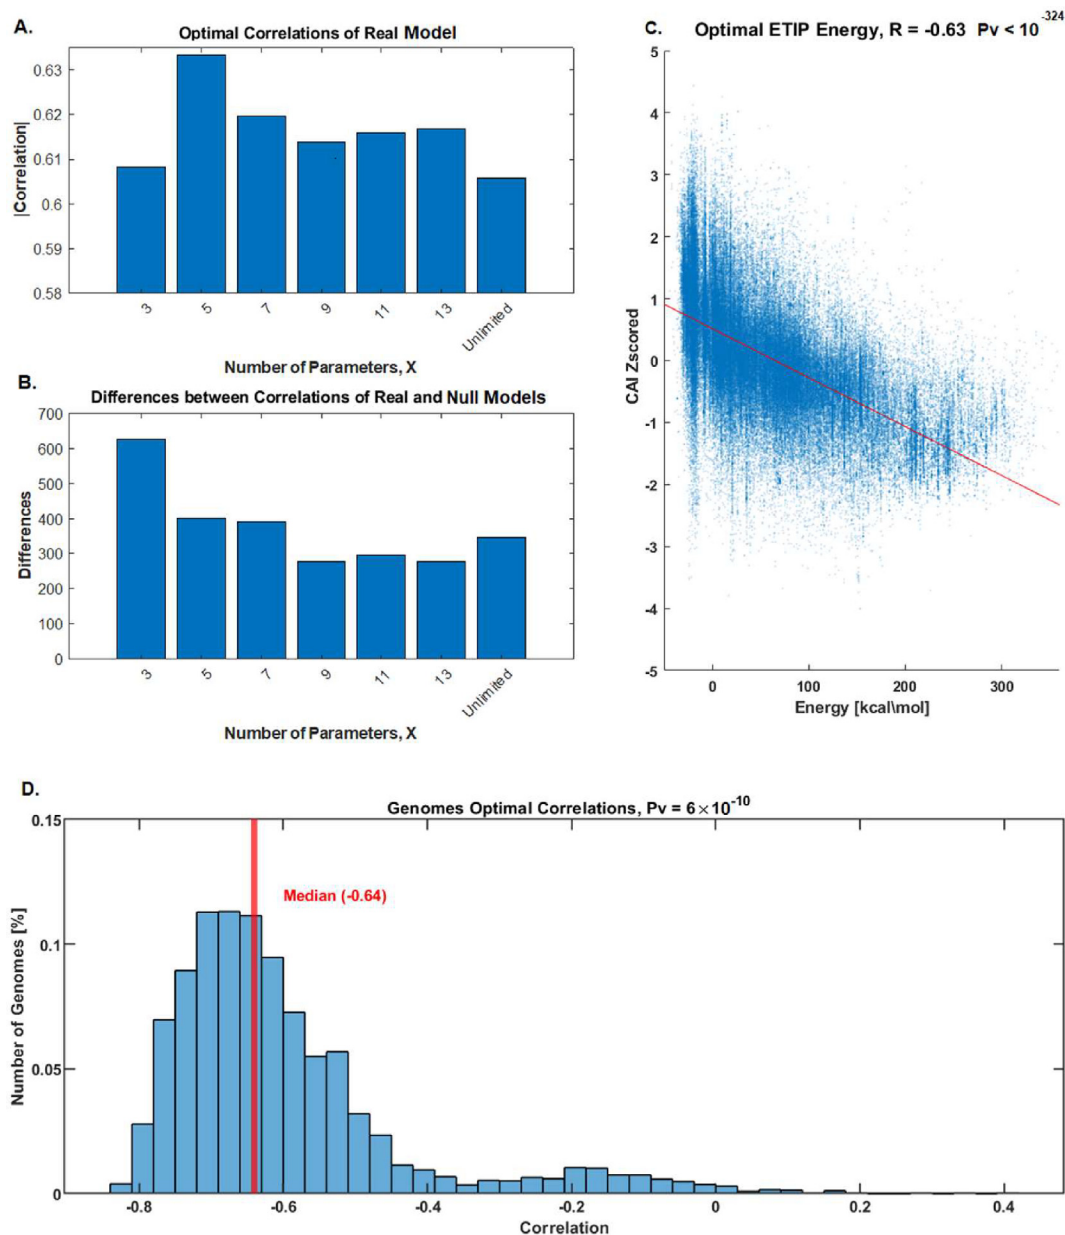 A.
Optimal Correlations of Real Model
|Correlation|
0.63
0.62
0.61
0.6
0.59
0.58
3
5
7
9
11
13
Unlimited
Number of Parameters, X
B.
Differences between Correlations of Real and Null Models
Differences
700
600
500
400
300
200
100
0
3
5
7
9
11
13
Unlimited
Number of Parameters, X
C.
Optimal ETIP Energy, R = -0.63 Pv < 10^-324
CAI Zscored
5
4
3
2
1
0
-1
-2
-3
-4
-5
0
100
200
300
Energy [kcal\mol]
D.
Genomes Optimal Correlations, Pv = 6×10^-10
Number of Genomes [%]
0.15
0.1
0.05
0
Median (-0.64)
-0.8
-0.6
-0.4
-0.2
0
0.2
0.4
Correlation